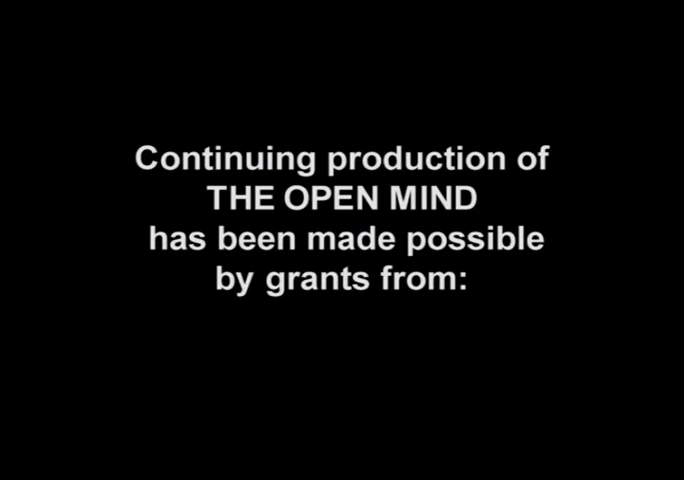 Continuing production of
THE OPEN MIND
has been made possible
by grants from: